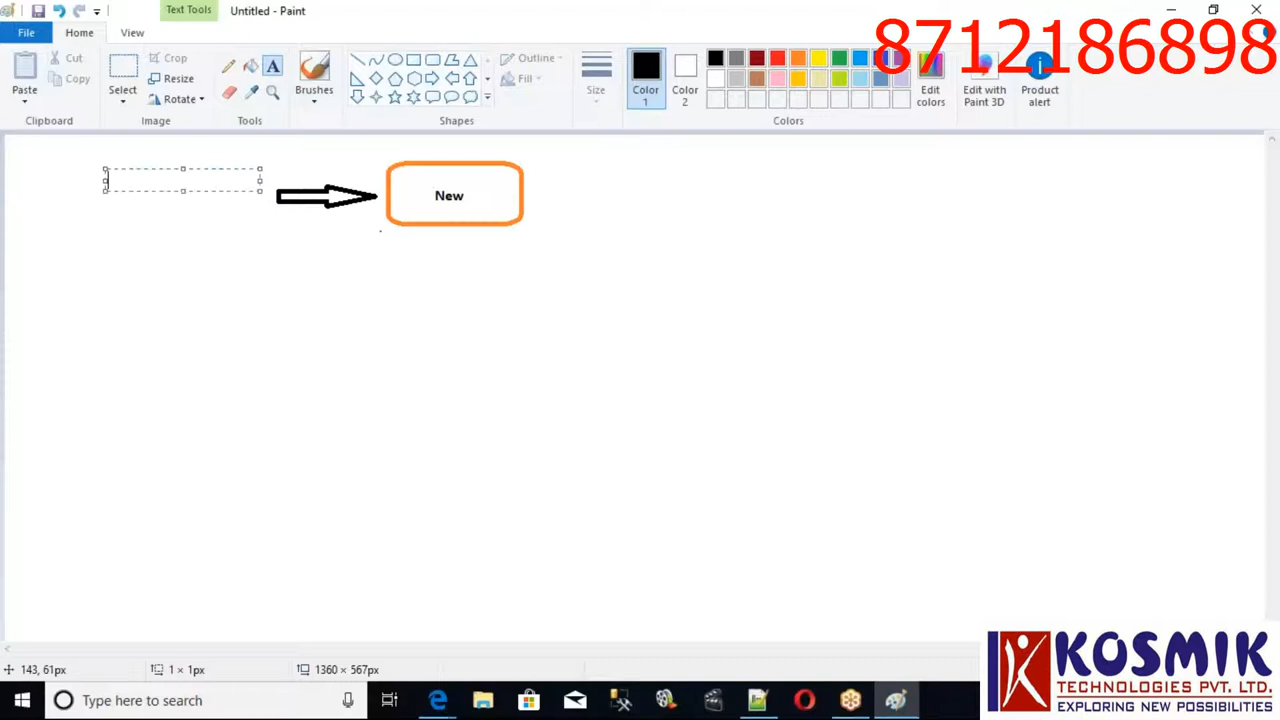 Text Tools
Untitled - Paint
8712186898
File
Home
View
Paste
Cut
Copy
Clipboard
Select
Crop
Resize
Rotate
Image
A
Tools
Brushes
Shapes
Outline
Fill
Size
Color
1
Color
2
Edit
colors
Colors
Edit with
Paint 3D
Product
alert
New
143, 61px
1 × 1px
1360 × 567px
Type here to search
KOSMIK
TECHNOLOGIES PVT. LTD.
EXPLORING NEW POSSIBILITIES